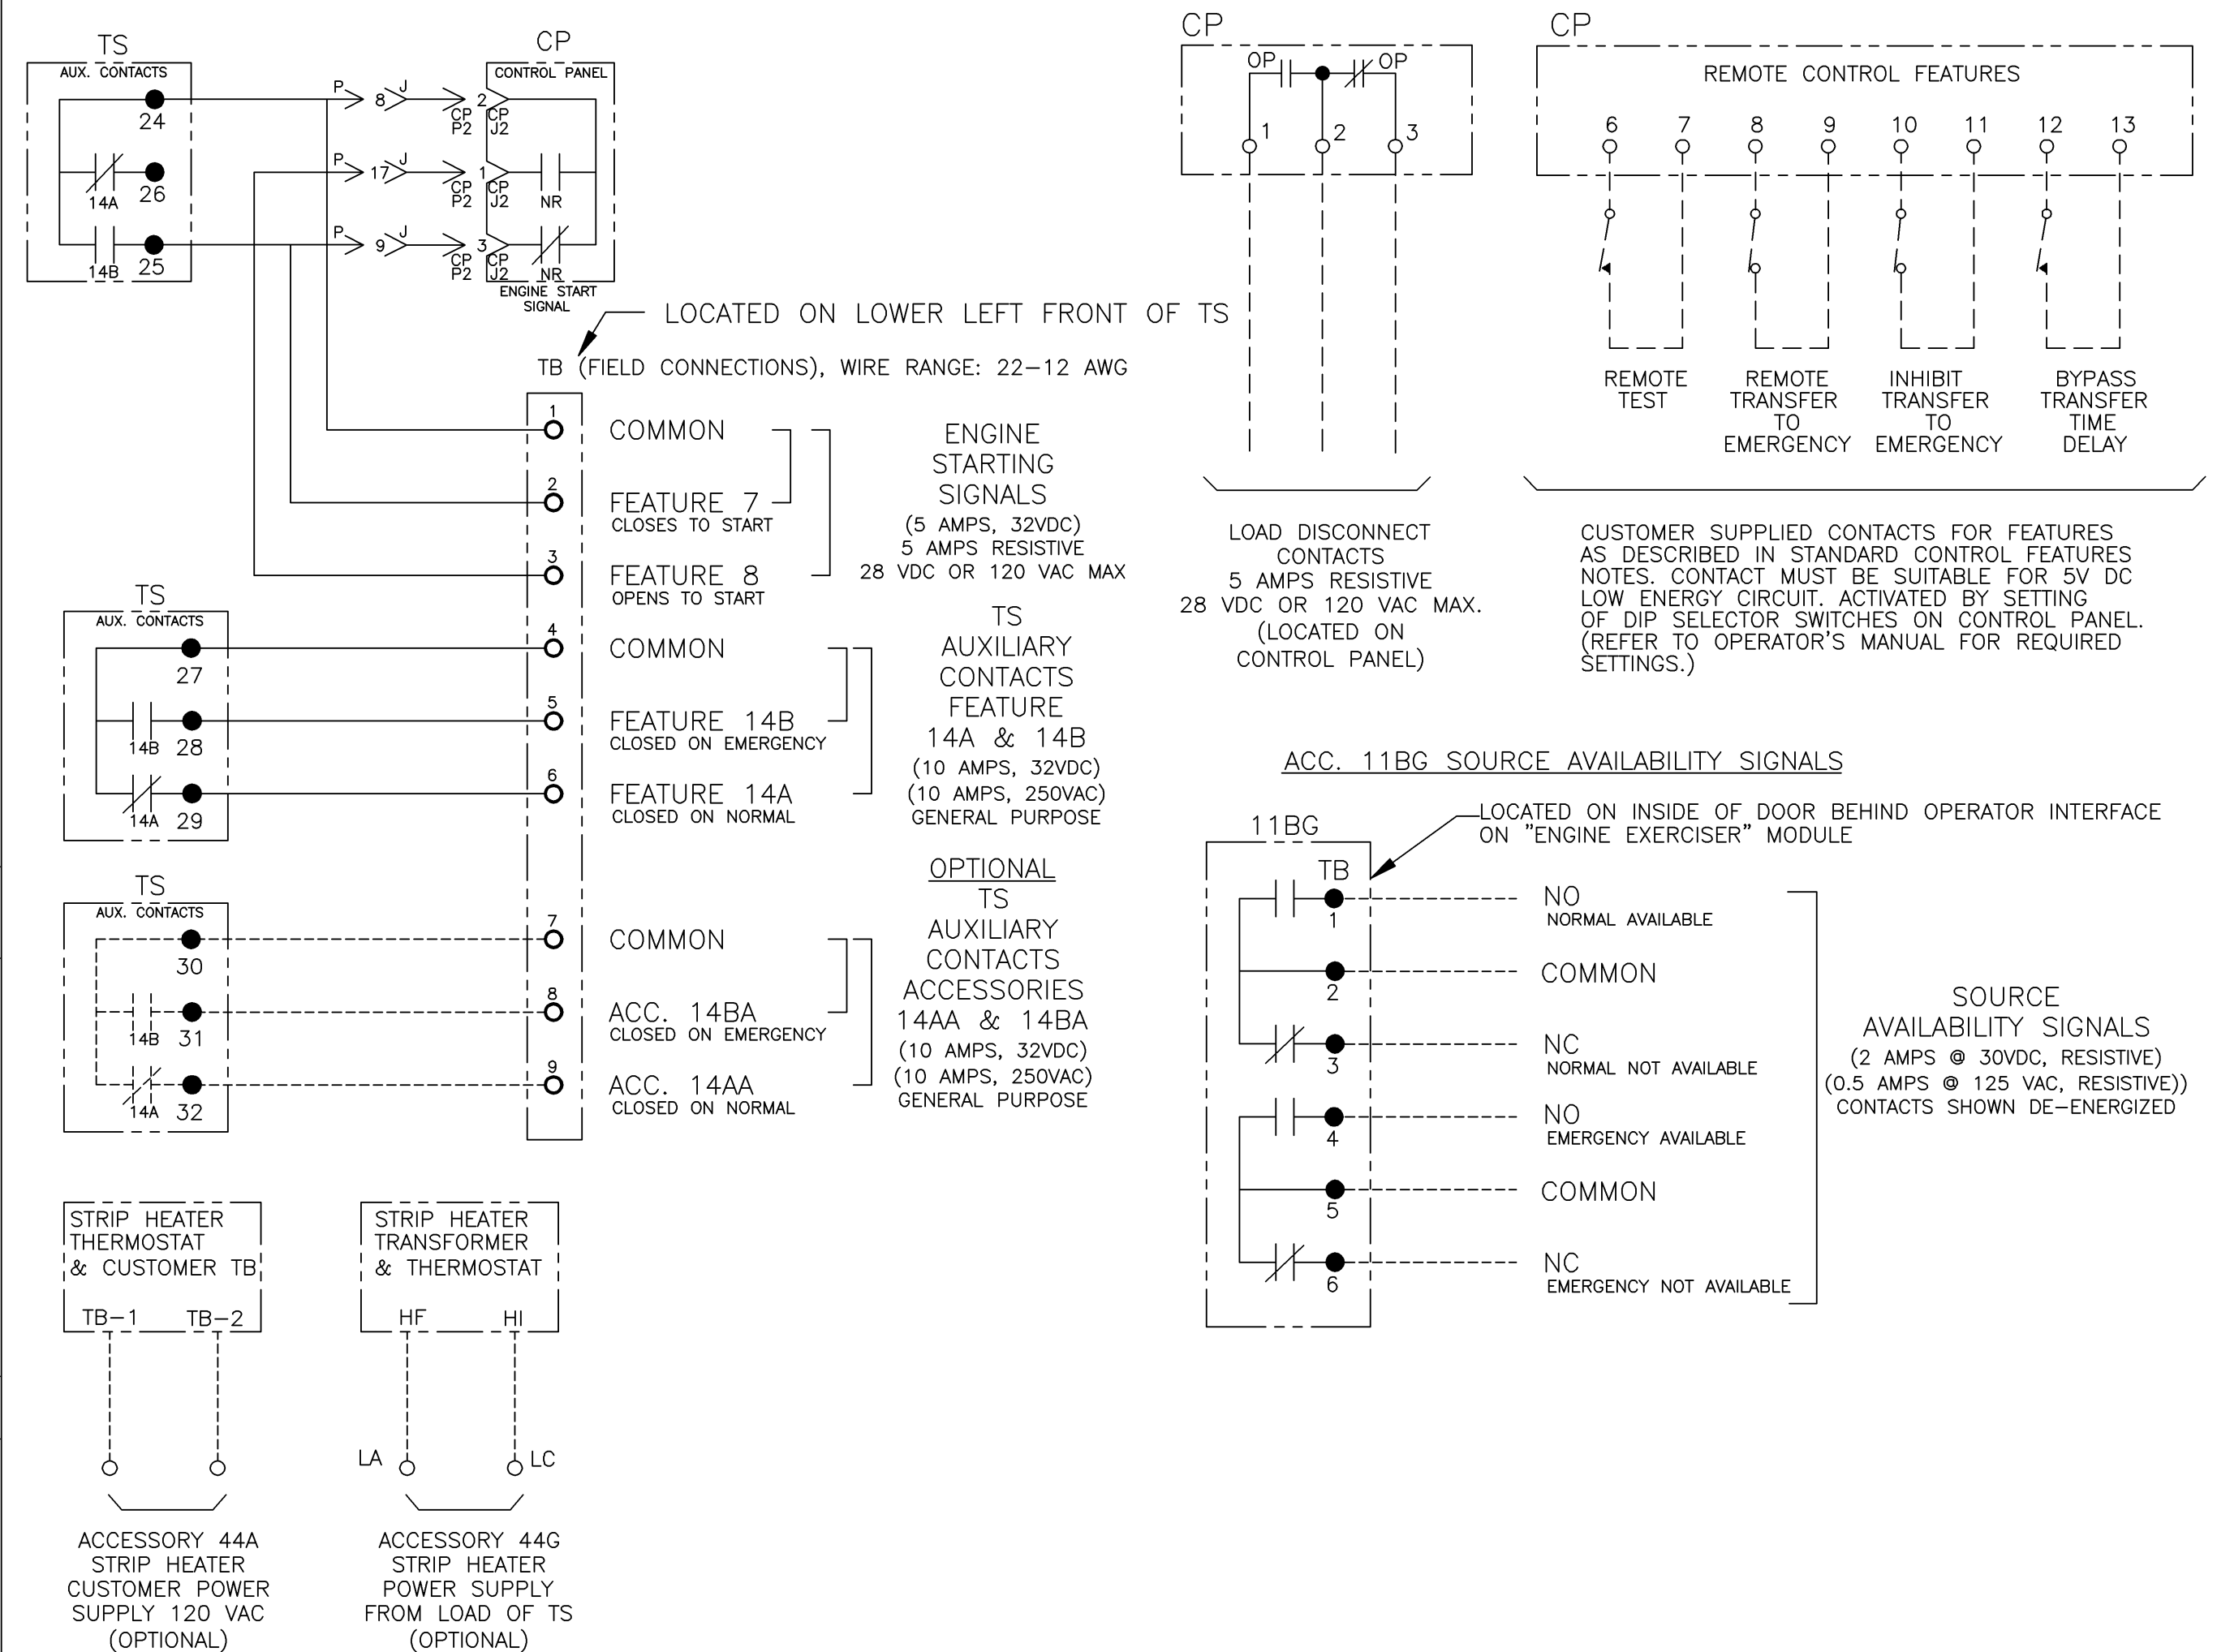 TS
AUX. CONTACTS
24
26
14A
14B
25
P
8
J
CP
P2
2
CP
J2
P
17
J
CP
P2
1
CP
J2
NR
P
9
J
CP
P2
3
CP
J2
NR
CP
CONTROL PANEL
ENGINE START
SIGNAL
LOCATED ON LOWER LEFT FRONT OF TS
TB (FIELD CONNECTIONS), WIRE RANGE: 22-12 AWG
1
COMMON
2
FEATURE 7
CLOSES TO START
3
FEATURE 8
OPENS TO START
ENGINE
STARTING
SIGNALS
(5 AMPS, 32VDC)
5 AMPS RESISTIVE
28 VDC OR 120 VAC MAX
TS
AUX. CONTACTS
27
14B
28
14A
29
4
COMMON
5
FEATURE 14B
CLOSED ON EMERGENCY
6
FEATURE 14A
CLOSED ON NORMAL
TS
AUXILIARY
CONTACTS
FEATURE
14A & 14B
(10 AMPS, 32VDC)
(10 AMPS, 250VAC)
GENERAL PURPOSE
TS
AUX. CONTACTS
30
14B
31
14A
32
7
COMMON
8
ACC. 14BA
CLOSED ON EMERGENCY
9
ACC. 14AA
CLOSED ON NORMAL
OPTIONAL
TS
AUXILIARY
CONTACTS
ACCESSORIES
14AA & 14BA
(10 AMPS, 32VDC)
(10 AMPS, 250VAC)
GENERAL PURPOSE
STRIP HEATER
THERMOSTAT
& CUSTOMER TB
TB-1
TB-2
ACCESSORY 44A
STRIP HEATER
CUSTOMER POWER
SUPPLY 120 VAC
(OPTIONAL)
STRIP HEATER
TRANSFORMER
& THERMOSTAT
HF
HI
LA
LC
ACCESSORY 44G
STRIP HEATER
POWER SUPPLY
FROM LOAD OF TS
(OPTIONAL)
CP
OP
OP
1
2
3
LOAD DISCONNECT
CONTACTS
5 AMPS RESISTIVE
28 VDC OR 120 VAC MAX.
(LOCATED ON
CONTROL PANEL)
CP
REMOTE CONTROL FEATURES
6 7 8 9 10 11 12 13
REMOTE
TEST
REMOTE
TRANSFER
TO
EMERGENCY
INHIBIT
TRANSFER
TO
EMERGENCY
BYPASS
TRANSFER
TIME
DELAY
CUSTOMER SUPPLIED CONTACTS FOR FEATURES
AS DESCRIBED IN STANDARD CONTROL FEATURES
NOTES. CONTACT MUST BE SUITABLE FOR 5V DC
LOW ENERGY CIRCUIT. ACTIVATED BY SETTING
OF DIP SELECTOR SWITCHES ON CONTROL PANEL.
(REFER TO OPERATOR'S MANUAL FOR REQUIRED
SETTINGS.)
ACC. 11BG SOURCE AVAILABILITY SIGNALS
LOCATED ON INSIDE OF DOOR BEHIND OPERATOR INTERFACE
ON "ENGINE EXERCISER" MODULE
11BG
TB
1
NO
NORMAL AVAILABLE
2
COMMON
3
NC
NORMAL NOT AVAILABLE
4
NO
EMERGENCY AVAILABLE
5
COMMON
6
NC
EMERGENCY NOT AVAILABLE
SOURCE
AVAILABILITY SIGNALS
(2 AMPS @ 30VDC, RESISTIVE)
(0.5 AMPS @ 125 VAC, RESISTIVE))
CONTACTS SHOWN DE-ENERGIZED